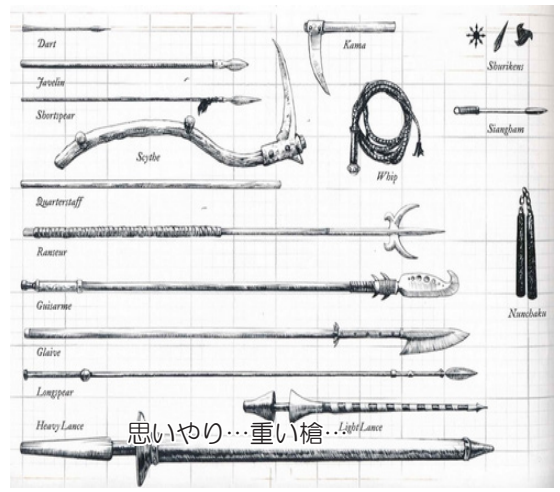 Dart
Kama
Shurikens
Javelin
Shortspear
Siangham
Scythe
Whip
Quarterstaff
Ranseur
Guisarme
Nunchaku
Glaive
Longspear
Heavy Lance
思いやり…重い槍…
Light Lance